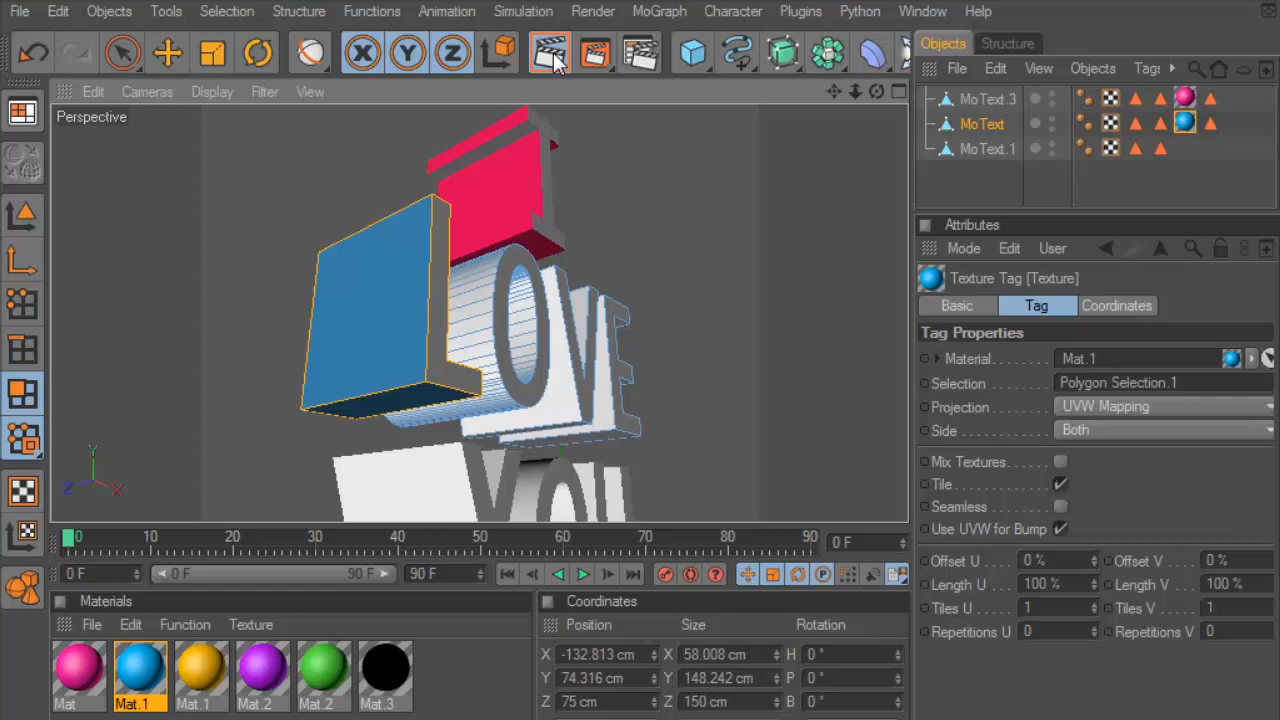 File Edit Objects Tools Selection Structure Functions Animation Simulation Render MoGraph Character Plugins Python Window Help
X Y Z
Objects Structure
File Edit View Objects Tags
MoText.3
MoText
MoText.1
Edit Cameras Display Filter View
Perspective
Y
Z X
Attributes
Mode Edit User
Texture Tag [Texture]
Basic Tag Coordinates
Tag Properties
Material. Mat.1
Selection Polygon Selection.1
Projection UVW Mapping
Side Both
Mix Textures
Tile
Seamless
Use UVW for Bump
Offset U 0 % Offset V 0 %
Length U 100 % Length V 100 %
Tiles U 1 Tiles V 1
Repetitions U 0 Repetitions V 0
0 10 20 30 40 50 60 70 80 90 0 F
0 F 0 F 90 F 90 F
Materials
File Edit Function Texture
Mat Mat.1 Mat.1 Mat.2 Mat.2 Mat.3
Coordinates
Position Size Rotation
X -132.813 cm X 58.008 cm H 0 °
Y 74.316 cm Y 148.242 cm P 0 °
Z 75 cm Z 150 cm B 0 °